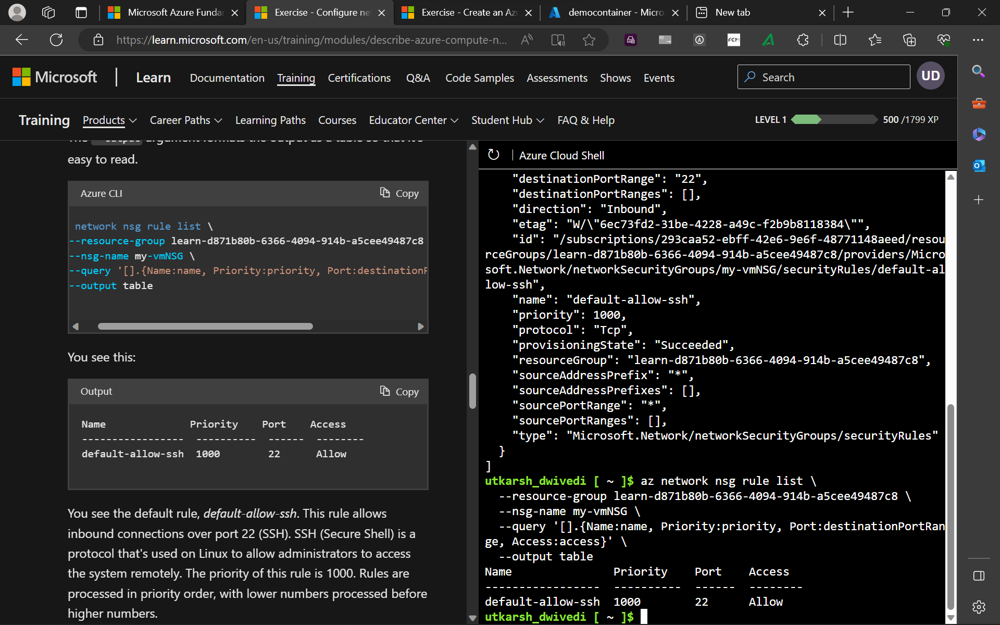 Microsoft Azure Funda
Exercise - Configure ne
Exercise - Create an Az
democontainer - Micro
New tab
https://learn.microsoft.com/en-us/training/modules/describe-azure-compute-n...
Microsoft
Learn
Documentation
Training
Certifications
Q&A
Code Samples
Assessments
Shows
Events
Search
UD
Training
Products
Career Paths
Learning Paths
Courses
Educator Center
Student Hub
FAQ & Help
LEVEL 1
500 /1799 XP
argument formats the output as a table so that it's
easy to read.
Azure CLI
Copy
network nsg rule list \
--resource-group learn-d871b80b-6366-4094-914b-a5cee49487c8
--nsg-name my-vmNSG \
--query '[].{Name:name, Priority:priority, Port:destination
--output table
You see this:
Output
Copy
Name Priority Port Access
----------------- ---------- ------ --------
default-allow-ssh 1000 22 Allow
You see the default rule, default-allow-ssh. This rule allows
inbound connections over port 22 (SSH). SSH (Secure Shell) is a
protocol that's used on Linux to allow administrators to access
the system remotely. The priority of this rule is 1000. Rules are
processed in priority order, with lower numbers processed before
higher numbers.
Azure Cloud Shell
"destinationPortRange": "22",
"destinationPortRanges": [],
"direction": "Inbound",
"etag": "W/\"6ec73fd2-31be-4228-a49c-f2b9b8118384\"",
"id": "/subscriptions/293caa52-ebff-42e6-9e6f-48771148aeed/resou
rceGroups/learn-d871b80b-6366-4094-914b-a5cee49487c8/providers/Micro
soft.Network/networkSecurityGroups/my-vmNSG/securityRules/default-al
low-ssh",
"name": "default-allow-ssh",
"priority": 1000,
"protocol": "Tcp",
"provisioningState": "Succeeded",
"resourceGroup": "learn-d871b80b-6366-4094-914b-a5cee49487c8",
"sourceAddressPrefix": "*",
"sourceAddressPrefixes": [],
"sourcePortRange": "*",
"sourcePortRanges": [],
"type": "Microsoft.Network/networkSecurityGroups/securityRules"
}
]
utkarsh_dwivedi [ ~ ]$ az network nsg rule list \
--resource-group learn-d871b80b-6366-4094-914b-a5cee49487c8 \
--nsg-name my-vmNSG \
--query '[].{Name:name, Priority:priority, Port:destinationPortRan
ge, Access:access}' \
--output table
Name Priority Port Access
----------------- ---------- ------ --------
default-allow-ssh 1000 22 Allow
utkarsh_dwivedi [ ~ ]$